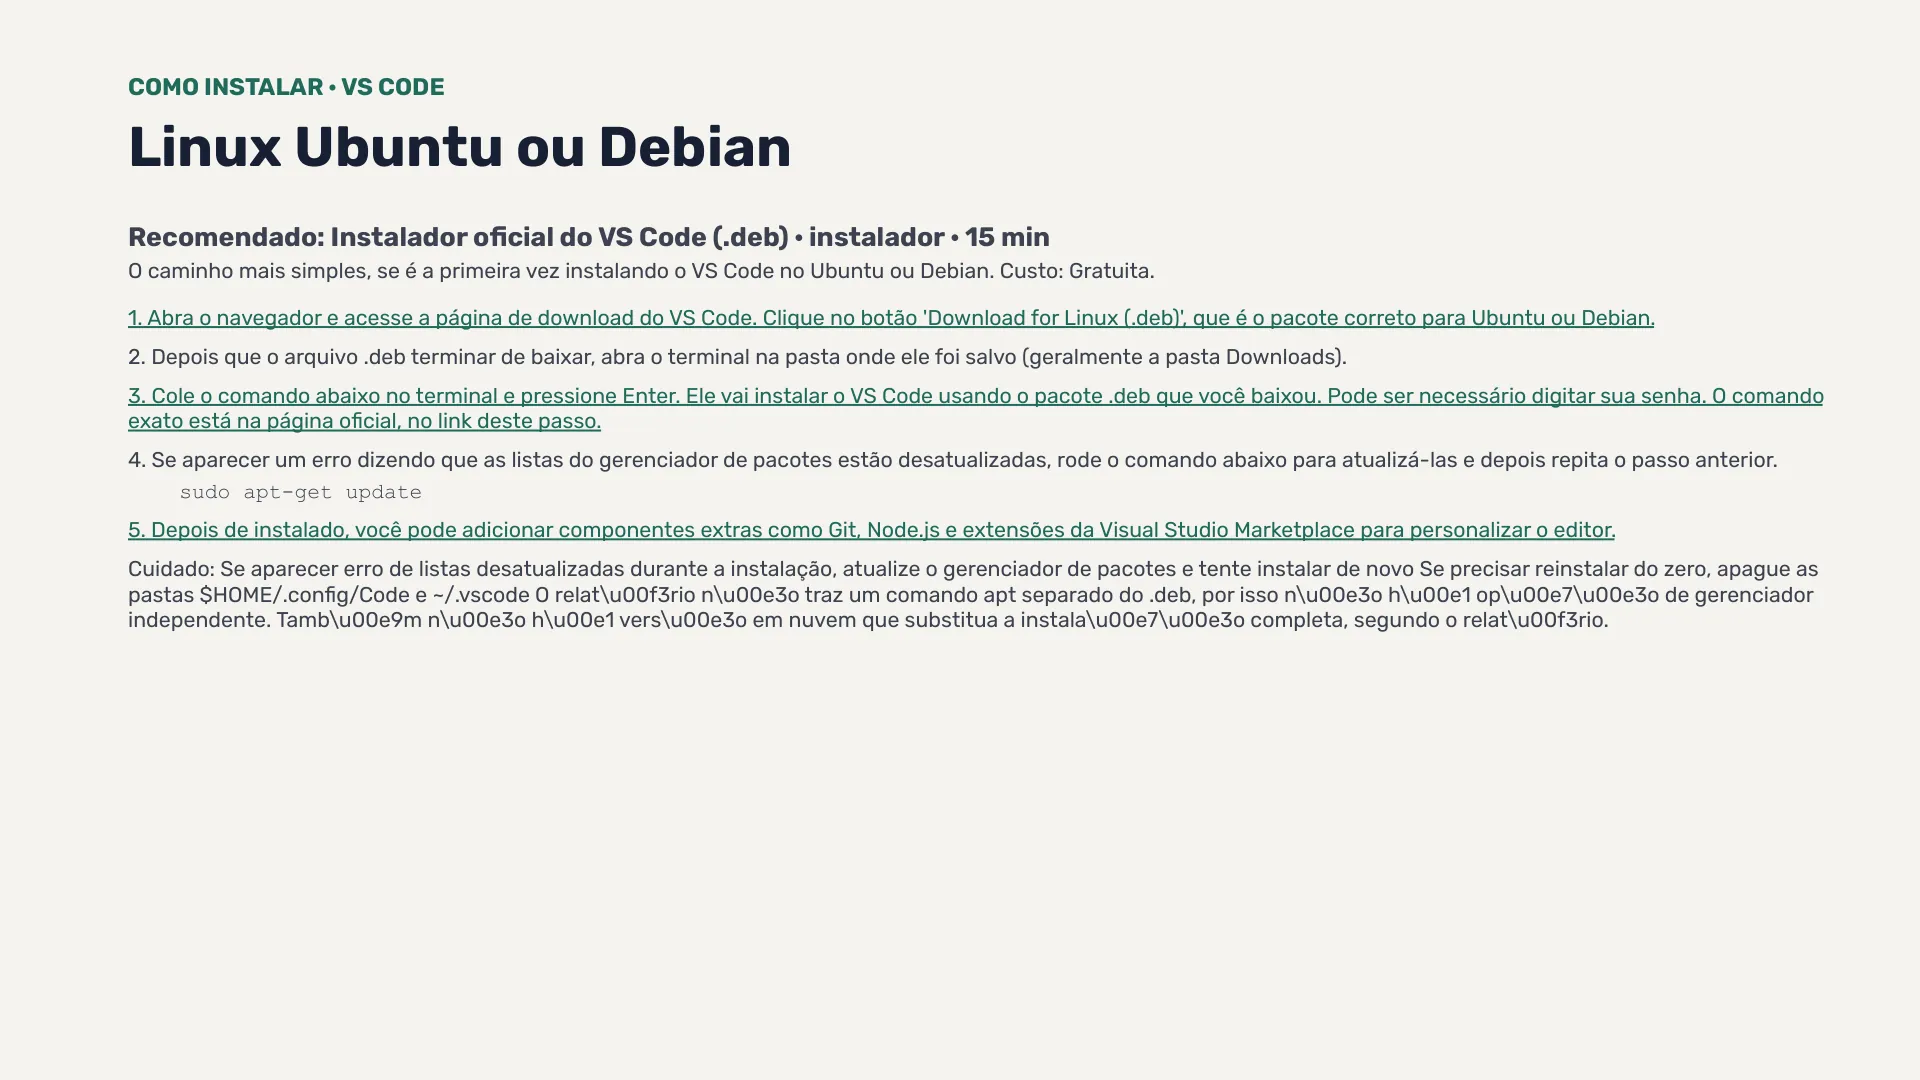 COMO INSTALAR • VS CODE
Linux Ubuntu ou Debian
Recomendado: Instalador oficial do VS Code (.deb) • instalador • 15 min
O caminho mais simples, se é a primeira vez instalando o VS Code no Ubuntu ou Debian. Custo: Gratuita.
1. Abra o navegador e acesse a página de download do VS Code. Clique no botão 'Download for Linux (.deb)', que é o pacote correto para Ubuntu ou Debian.
2. Depois que o arquivo .deb terminar de baixar, abra o terminal na pasta onde ele foi salvo (geralmente a pasta Downloads).
3. Cole o comando abaixo no terminal e pressione Enter. Ele vai instalar o VS Code usando o pacote .deb que você baixou. Pode ser necessário digitar sua senha. O comando
exato está na página oficial, no link deste passo.
4. Se aparecer um erro dizendo que as listas do gerenciador de pacotes estão desatualizadas, rode o comando abaixo para atualizá-las e depois repita o passo anterior.
sudo apt-get update
5. Depois de instalado, você pode adicionar componentes extras como Git, Node.js e extensões da Visual Studio Marketplace para personalizar o editor.
Cuidado: Se aparecer erro de listas desatualizadas durante a instalação, atualize o gerenciador de pacotes e tente instalar de novo Se precisar reinstalar do zero, apague as
pastas $HOME/.config/Code e ~/.vscode O relat\u00f3rio n\u00e3o traz um comando apt separado do .deb, por isso n\u00e3o h\u00e1 op\u00e7\u00e3o de gerenciador
independente. Tamb\u00e9m n\u00e3o h\u00e1 vers\u00e3o em nuvem que substitua a instala\u00e7\u00e3o completa, segundo o relat\u00f3rio.